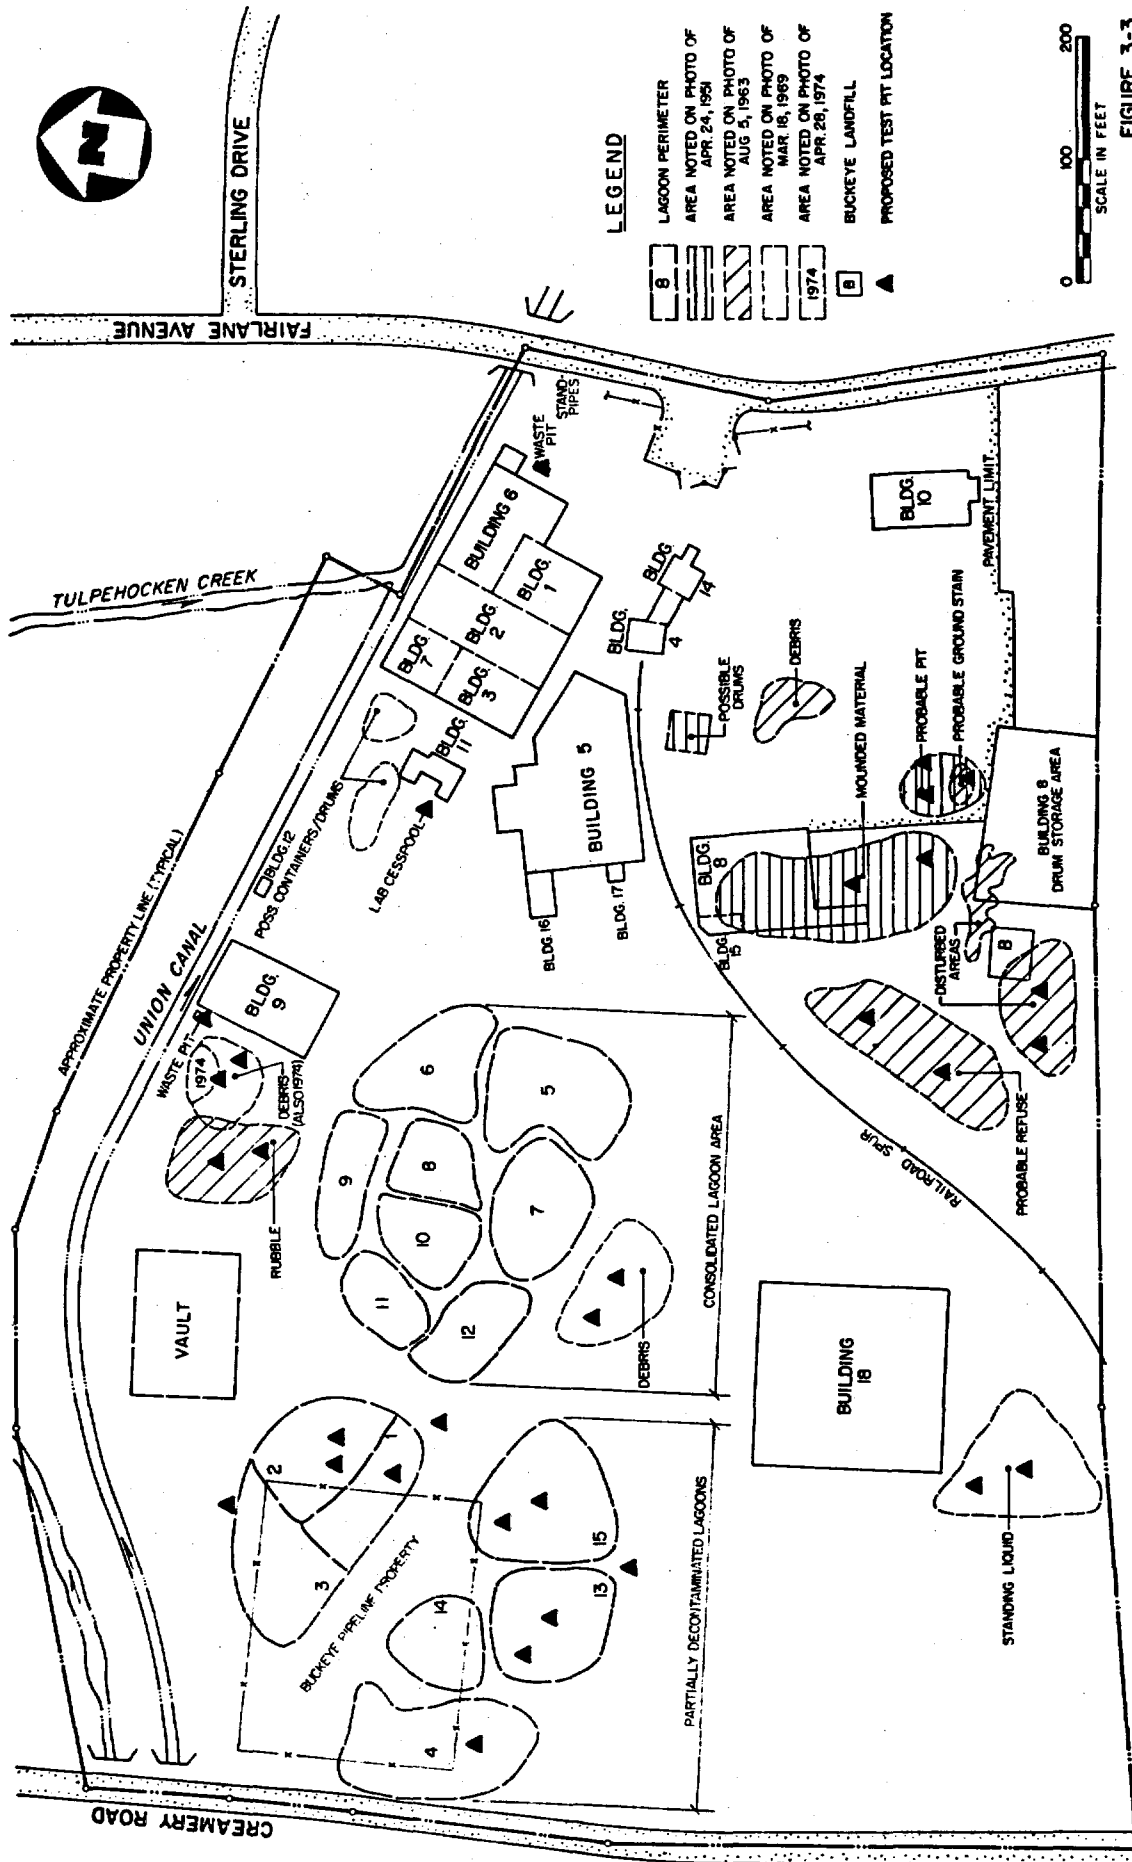 N
STERLING DRIVE
FAIRLANE AVENUE
TULPEHOCKEN CREEK
APPROXIMATE PROPERTY LINE (TYPICAL)
UNION CANAL
CREAMERY ROAD
LEGEND
8 LAGOON PERIMETER
AREA NOTED ON PHOTO OF
APR. 24, 1951
AREA NOTED ON PHOTO OF
AUG 5, 1963
AREA NOTED ON PHOTO OF
MAR. 18, 1969
1974 AREA NOTED ON PHOTO OF
APR. 28, 1974
B BUCKEYE LANDFILL
PROPOSED TEST PIT LOCATION
0 100 200
SCALE IN FEET
FIGURE 3-3
WASTE
PIT
STAND-
PIPES
BUILDING 6
BLDG.
1
BLDG.
2
BLDG.
7
BLDG.
3
BLDG.
11
BLDG.
14
BLDG.
4
BLDG.
10
PAVEMENT LIMIT
POSS. CONTAINERS/DRUMS
BLDG. 12
LAB CESSPOOL
BUILDING 5
BLDG. 16
BLDG. 17
POSSIBLE
DRUMS
DEBRIS
MOUNDED MATERIAL
PROBABLE PIT
PROBABLE GROUND STAIN
BUILDING 8
DRUM STORAGE AREA
BLDG.
8
BLDG.
15
DISTURBED
AREAS
B
PROBABLE REFUSE
RAILROAD SPUR
BLDG.
9
WASTE PIT
1974
DEBRIS
(ALSO 1974)
RUBBLE
VAULT
6
5
8
9
7
10
11
12
DEBRIS
CONSOLIDATED LAGOON AREA
BUILDING
18
STANDING LIQUID
1
2
3
BUCKEYE PIPELINE PROPERTY
14
15
13
4
PARTIALLY DECONTAMINATED LAGOONS